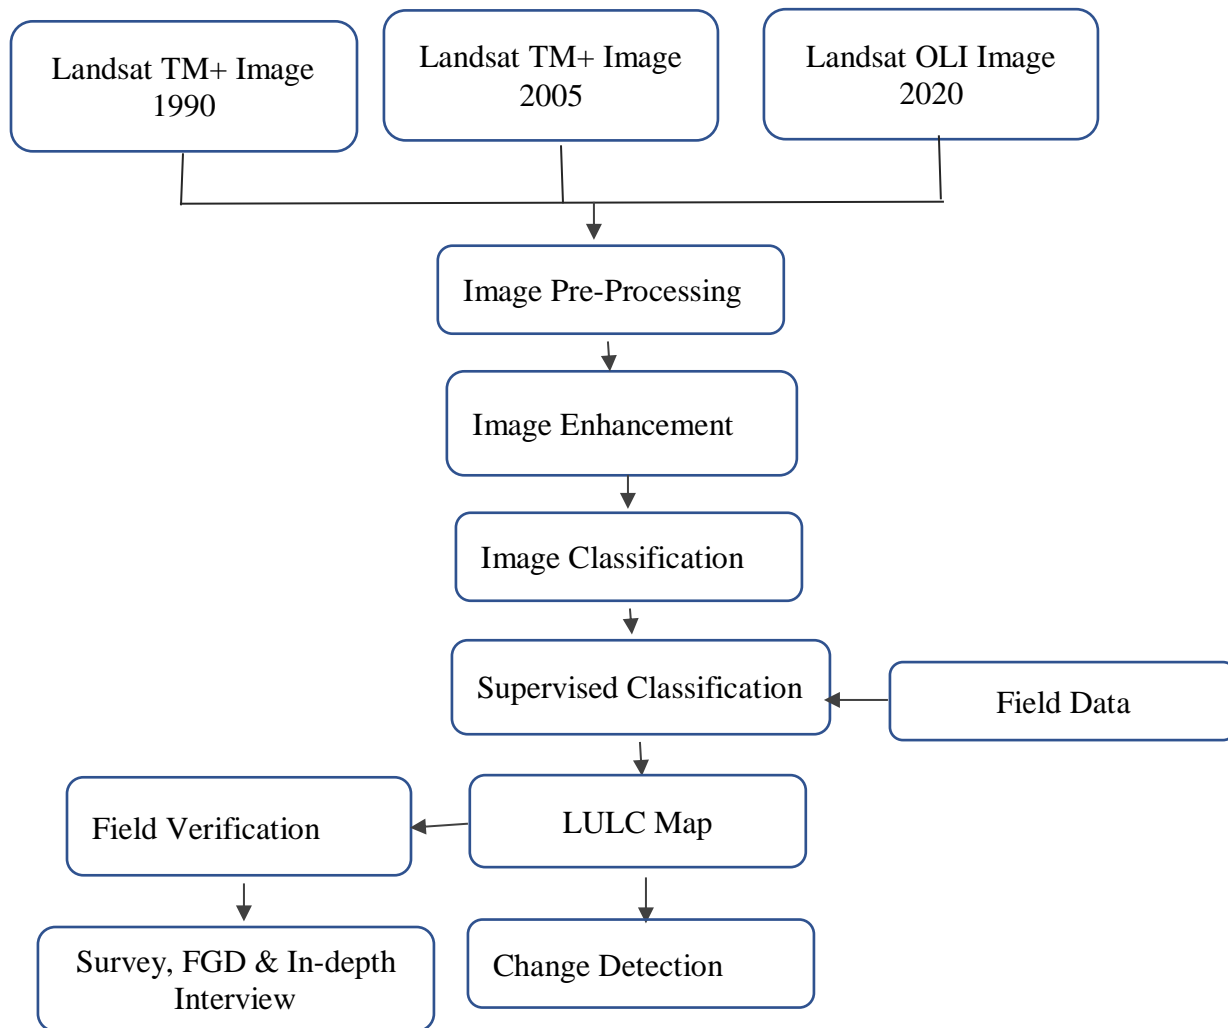 Landsat TM+ Image
1990
Landsat TM+ Image
2005
Landsat OLI Image
2020
Image Pre-Processing
Image Enhancement
Image Classification
Supervised Classification
Field Data
Field Verification
LULC Map
Survey, FGD & In-depth
Interview
Change Detection